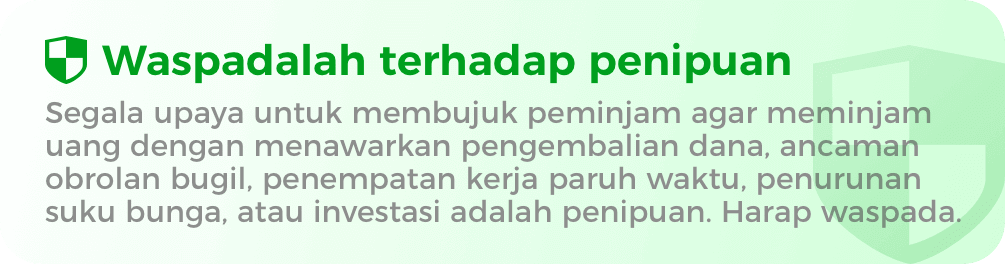 Waspadalah terhadap penipuan
Segala upaya untuk membujuk peminjam agar meminjam
uang dengan menawarkan pengembalian dana, ancaman
obrolan bugil, penempatan kerja paruh waktu, penurunan
suku bunga, atau investasi adalah penipuan. Harap waspada.